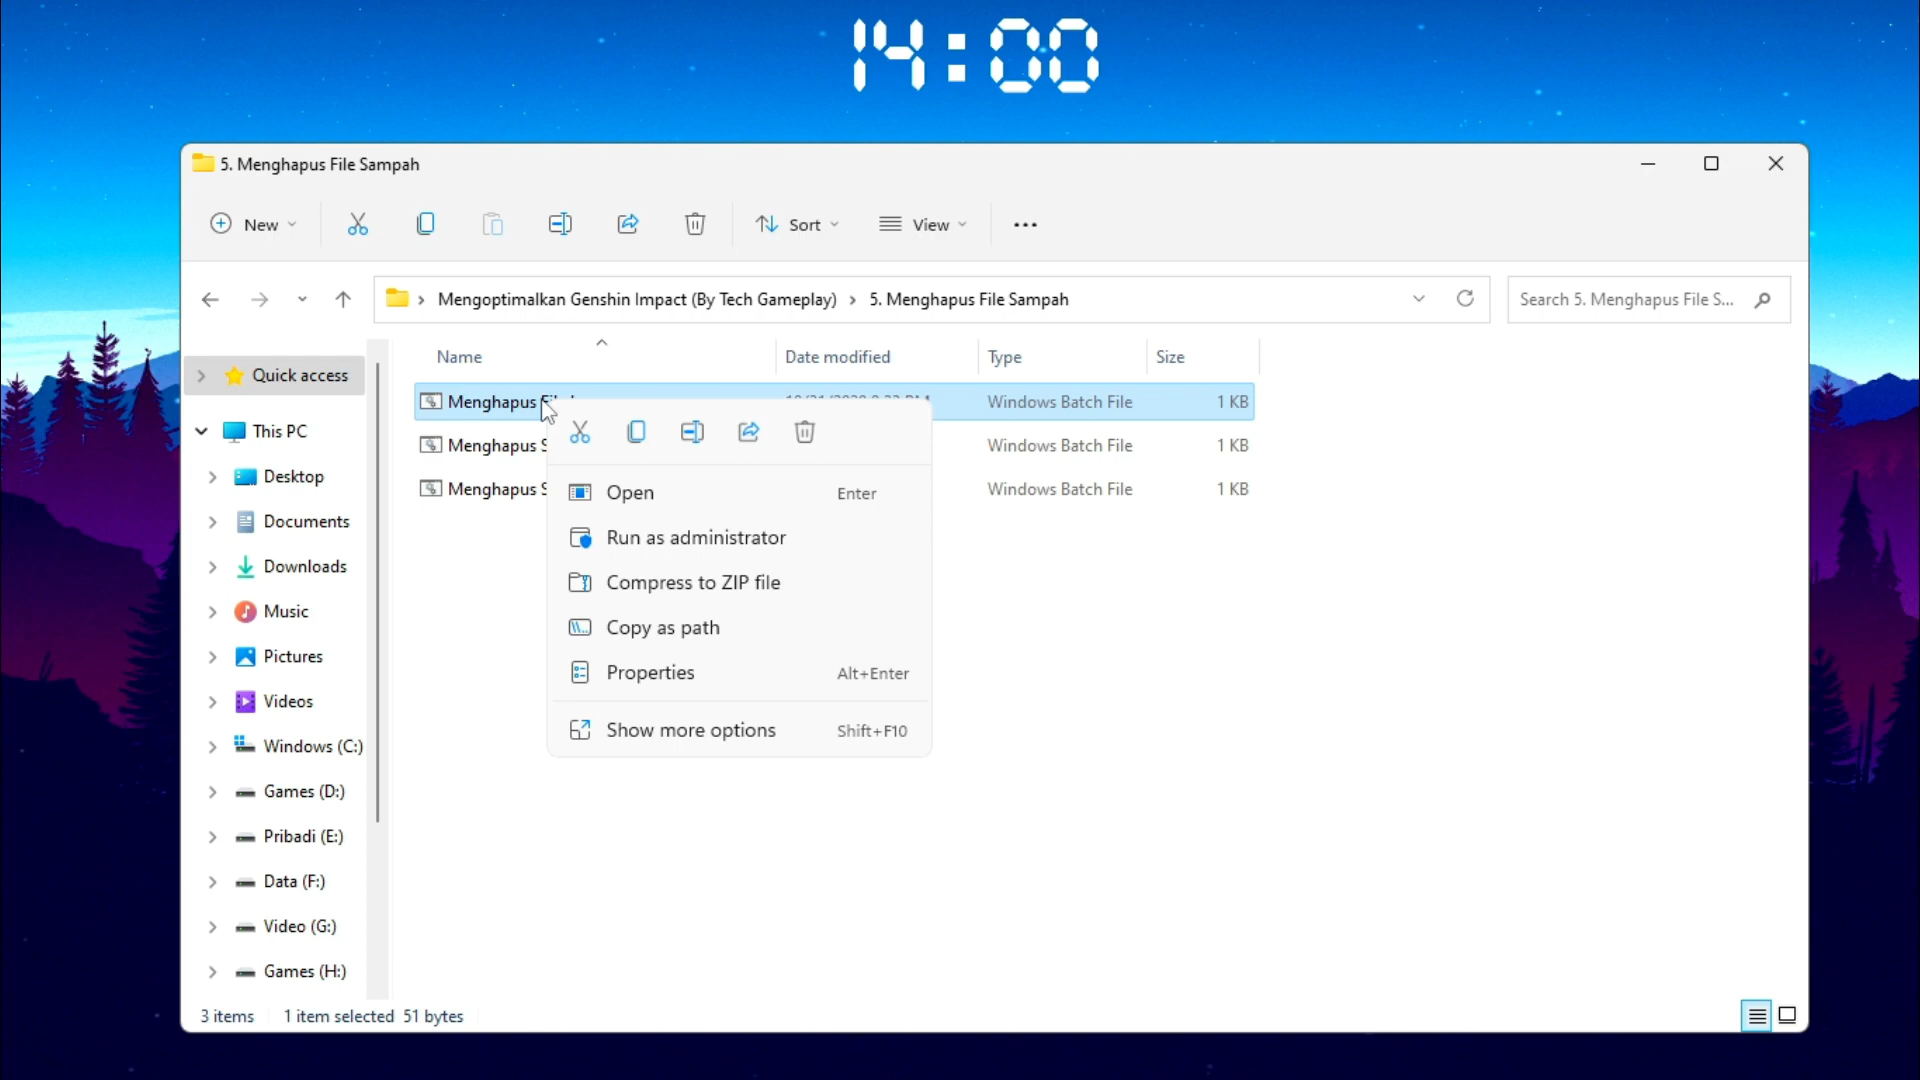 14:00
5. Menghapus File Sampah
New
Sort
View
Mengoptimalkan Genshin Impact (By Tech Gameplay) > 5. Menghapus File Sampah
Search 5. Menghapus File S...
Name
Date modified
Type
Size
Quick access
This PC
Desktop
Documents
Downloads
Music
Pictures
Videos
Windows (C:)
Games (D:)
Pribadi (E:)
Data (F:)
Video (G:)
Games (H:)
Menghapus Windows Batch File 1 KB
Menghapus S Windows Batch File 1 KB
Menghapus S Windows Batch File 1 KB
Open Enter
Run as administrator
Compress to ZIP file
Copy as path
Properties Alt+Enter
Show more options Shift+F10
3 items 1 item selected 51 bytes